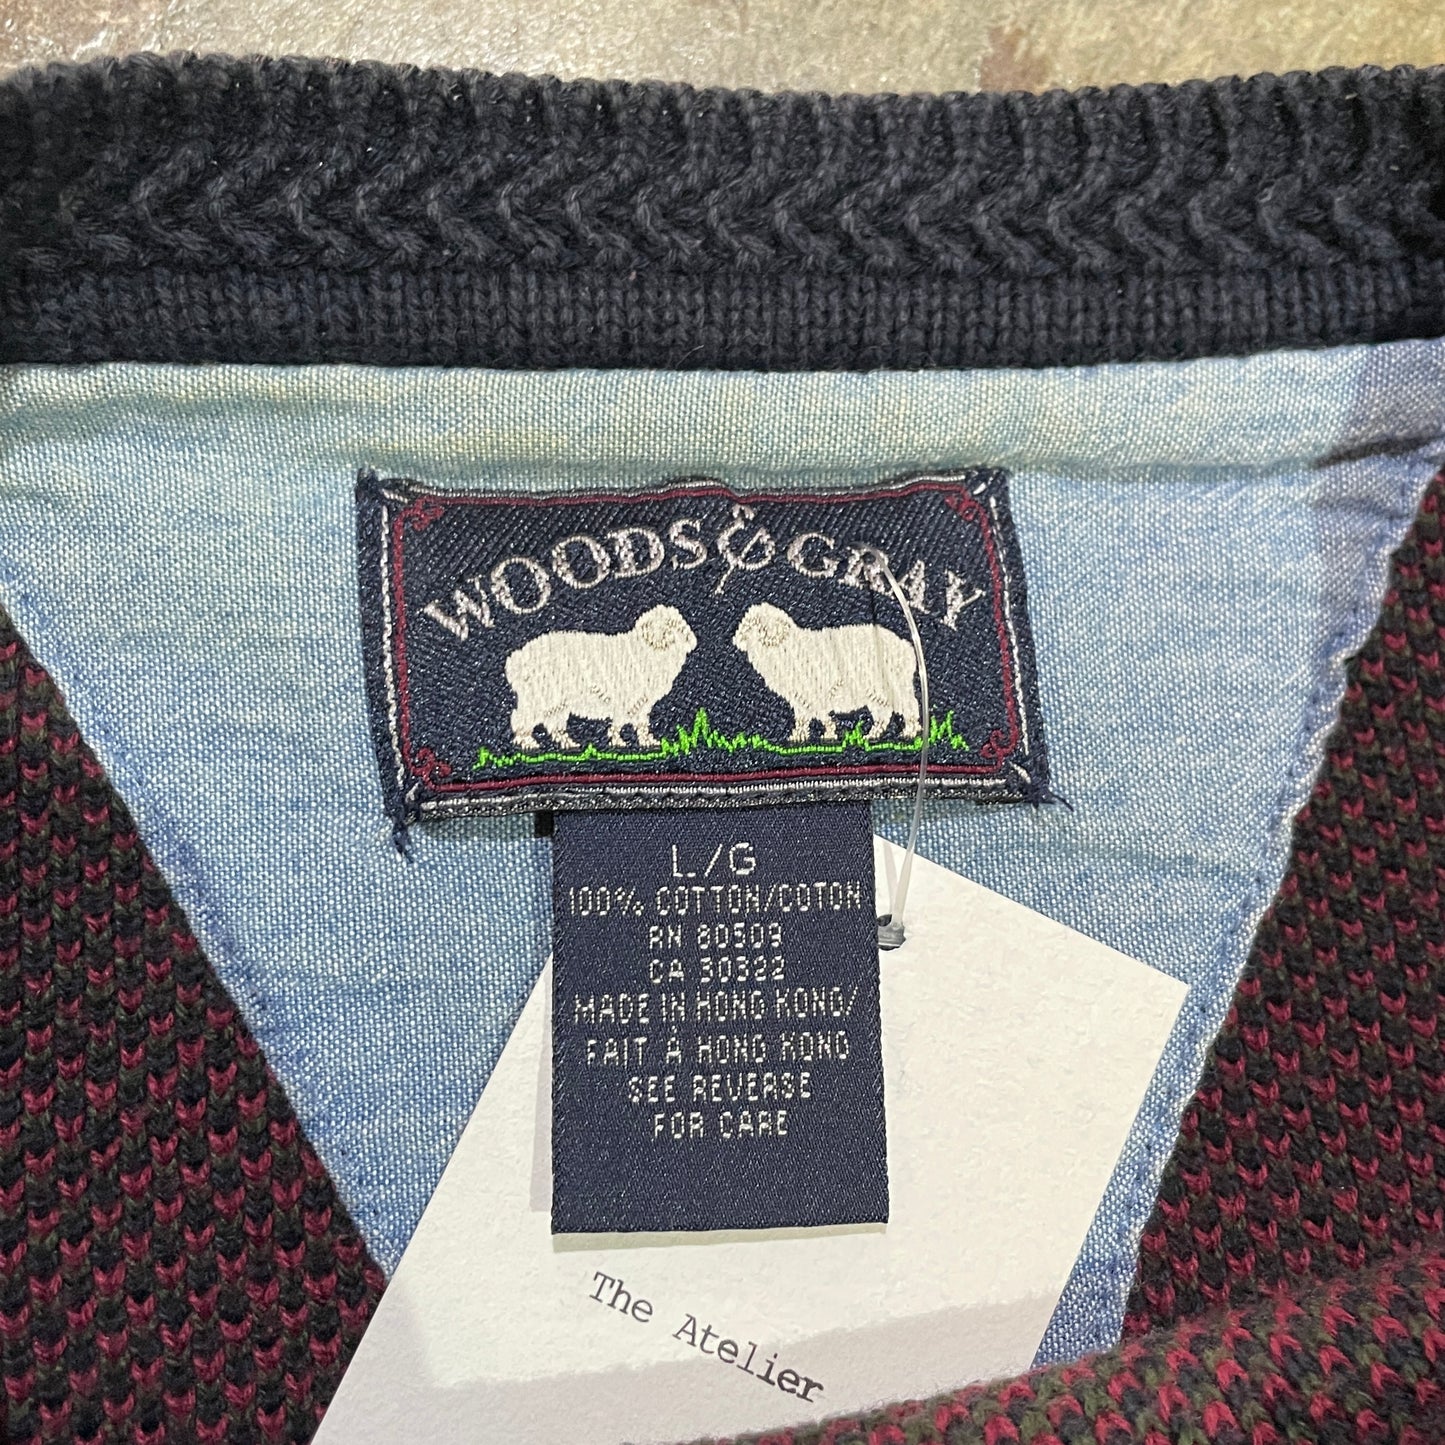 WOODS & GRAY
L/G
100% COTTON/COTON
RN 80509
CA 30322
MADE IN HONG KONG/
FAIT À HONG KONG
SEE REVERSE
FOR CARE
The Atelier